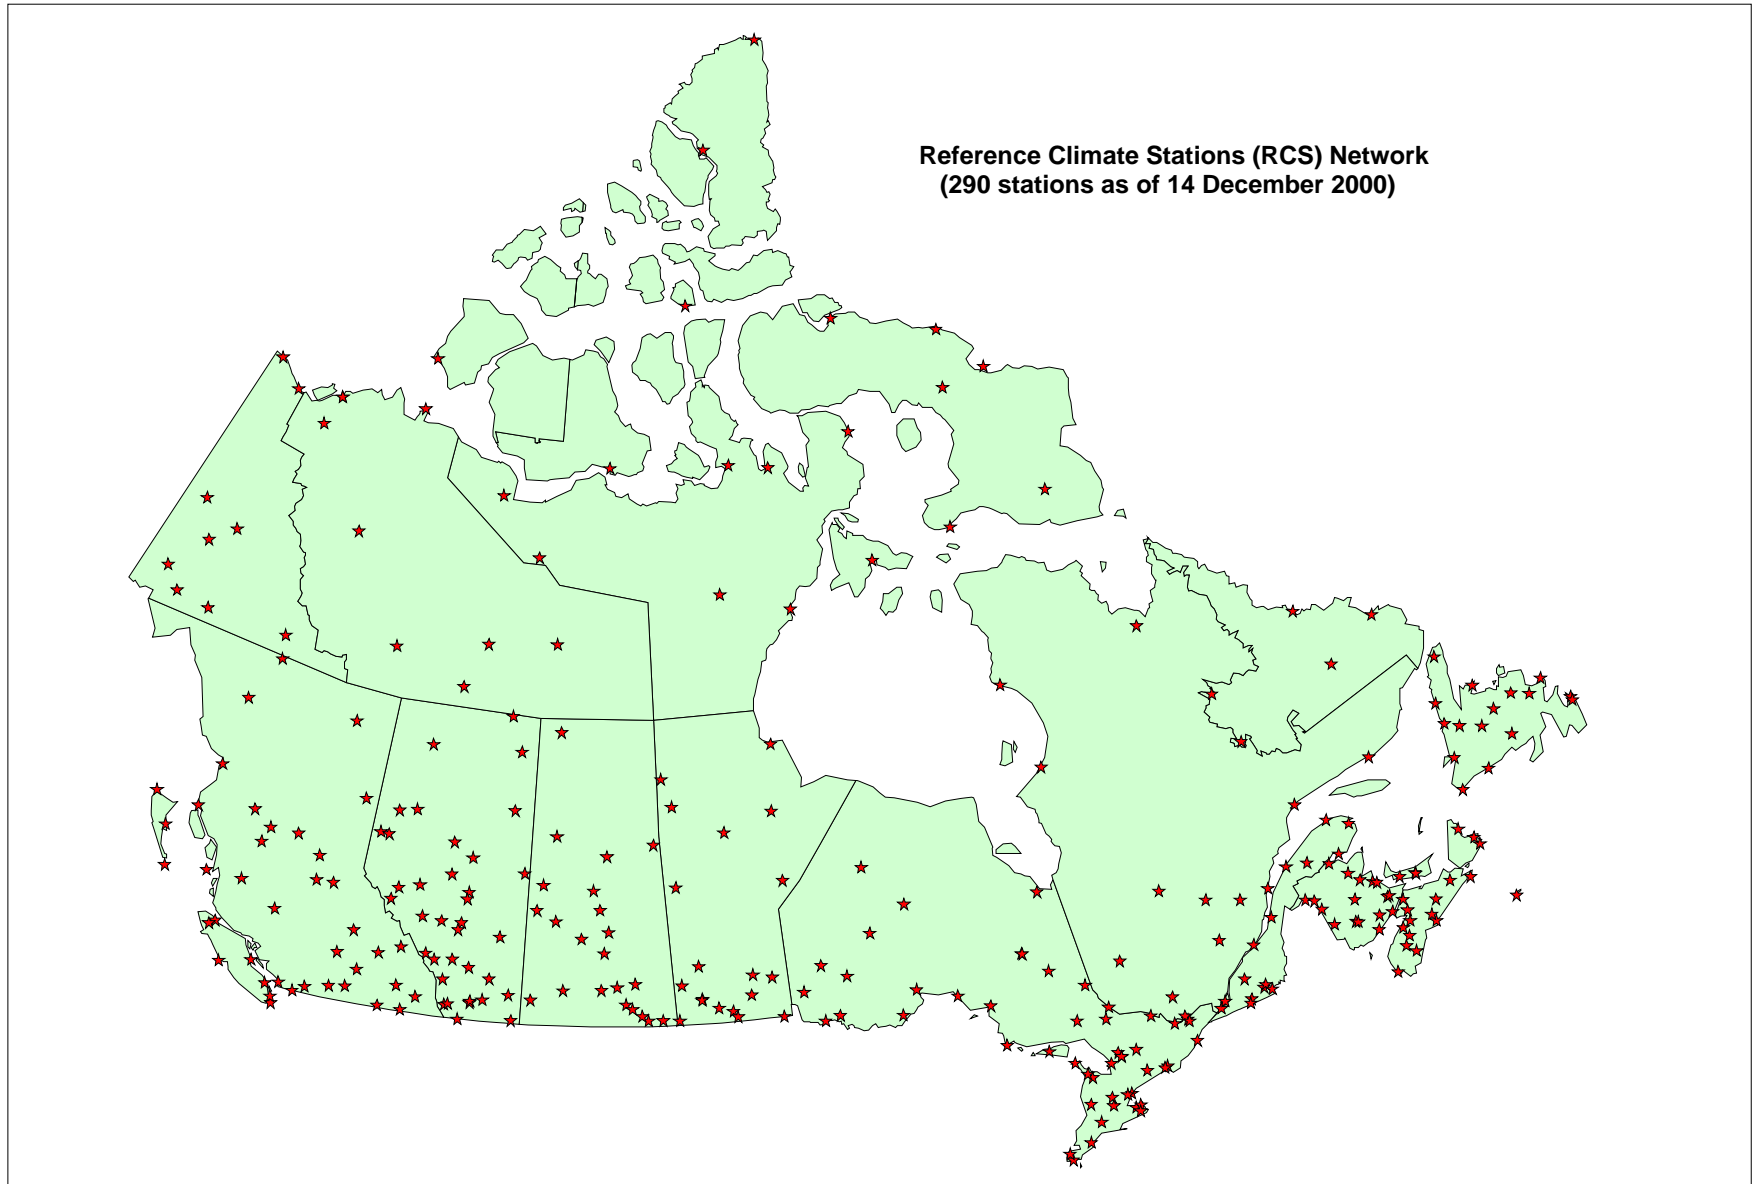 Reference Climate Stations (RCS) Network
(290 stations as of 14 December 2000)